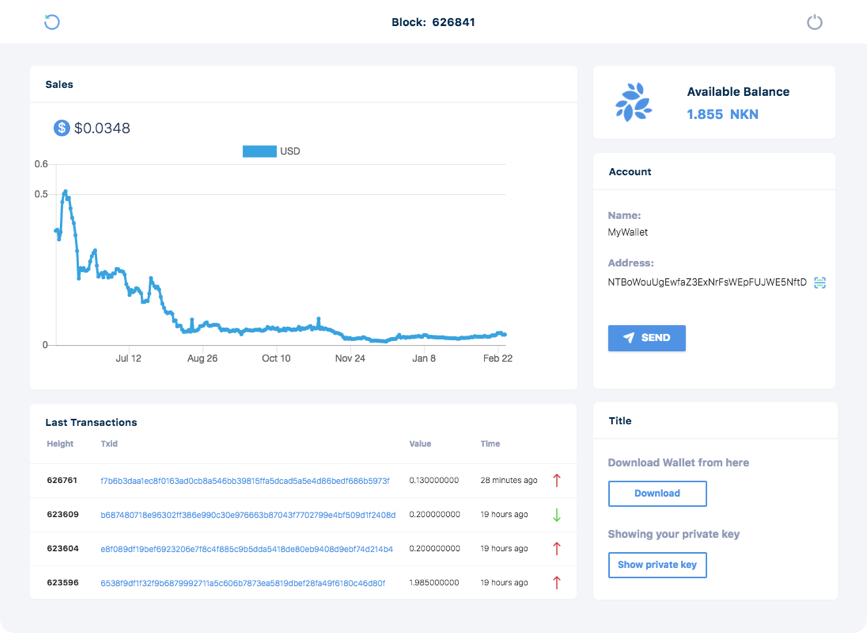 Block: 626841
Sales
$ $0.0348
USD
0.6
0.5
0
Jul 12 Aug 26 Oct 10 Nov 24 Jan 8 Feb 22
Available Balance
1.855 NKN
Account
Name:
MyWallet
Address:
NTBoWouUgEwfaZ3ExNrFsWEpFUJWE5NftD
SEND
Last Transactions
Height Txid Value Time
626761 f7b6b3daa1ec8f0163ad0cb8a546bb39815ffa5dcad5a5e4d86bedf686b5973f 0.130000000 28 minutes ago
623609 b687480718e96302ff386e990c30e976663b87043f7702799e4bf509d1f2408d 0.200000000 19 hours ago
623604 e8f089df19bef6923206e7f8c4f885c9b5dda5418de80eb9408d9ebf74d214b4 0.200000000 19 hours ago
623596 6538f9df1f32f9b6879992711a5c606b7873ea5819dbef28fa49f6180c46d80f 1.985000000 19 hours ago
Title
Download Wallet from here
Download
Showing your private key
Show private key